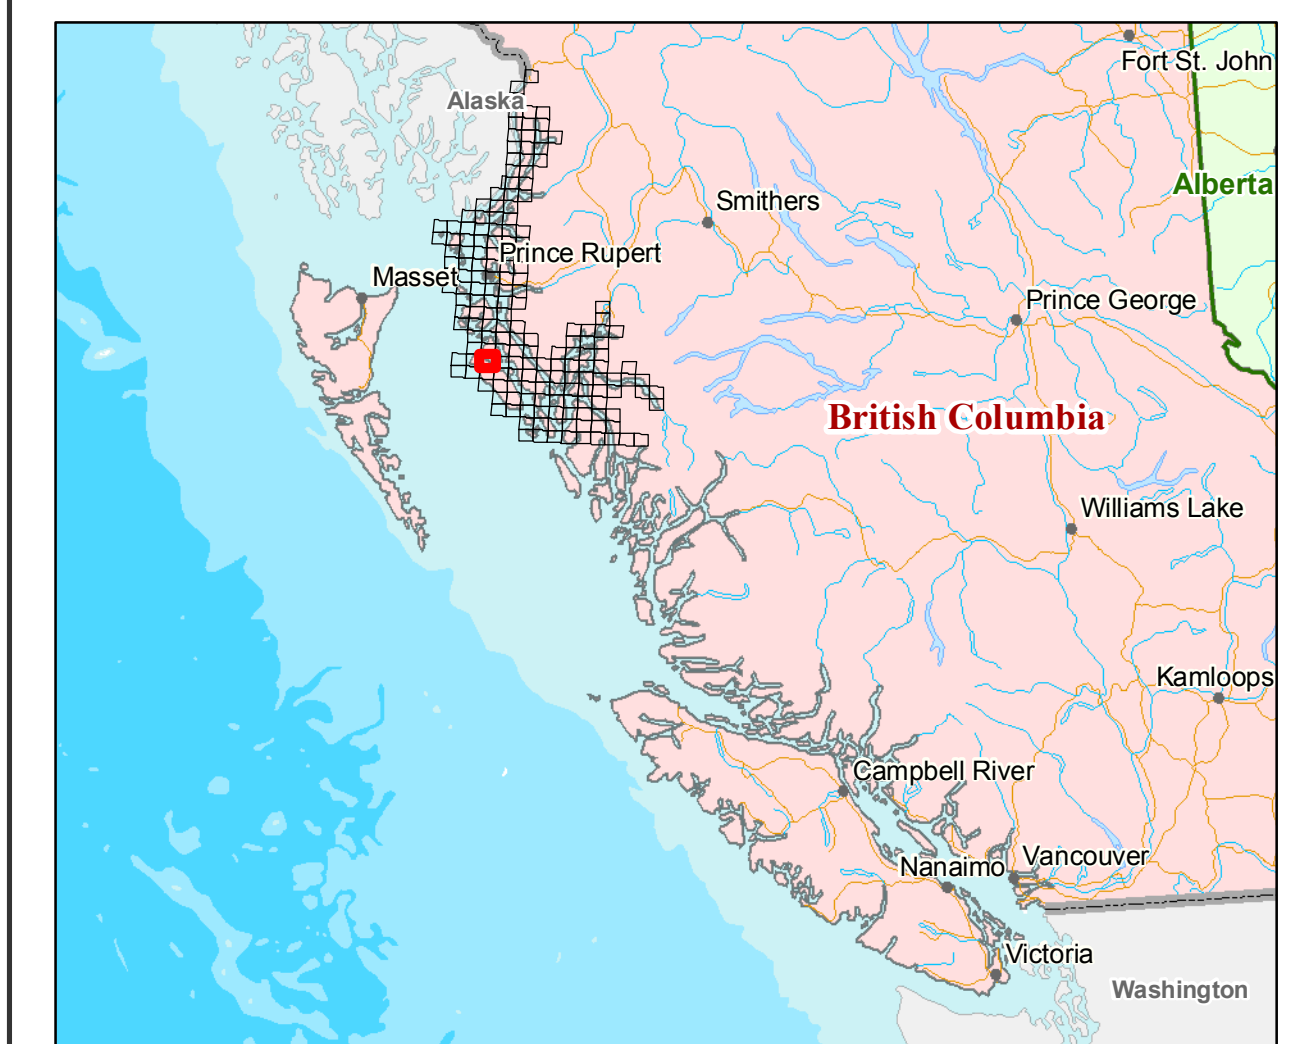 Fort St. John
Alaska
Alberta
Smithers
Prince Rupert
Masset
Prince George
British Columbia
Williams Lake
Kamloops
Campbell River
Vancouver
Nanaimo
Victoria
Washington